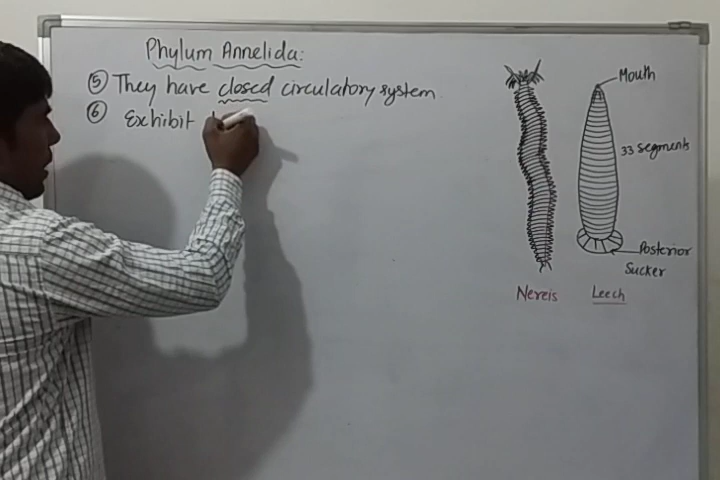 Phylum Annelida:
⑤ They have closed circulatory system
⑥ Exhibit
Mouth
33 segments
Posterior
Sucker
Nereis
Leech